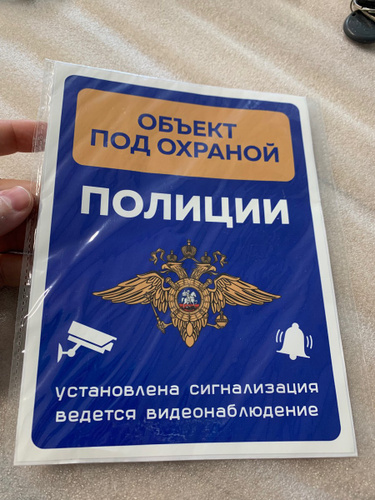 ОБЪЕКТ
ПОД ОХРАНОЙ
ПОЛИЦИИ
установлена сигнализация
ведется видеонаблюдение